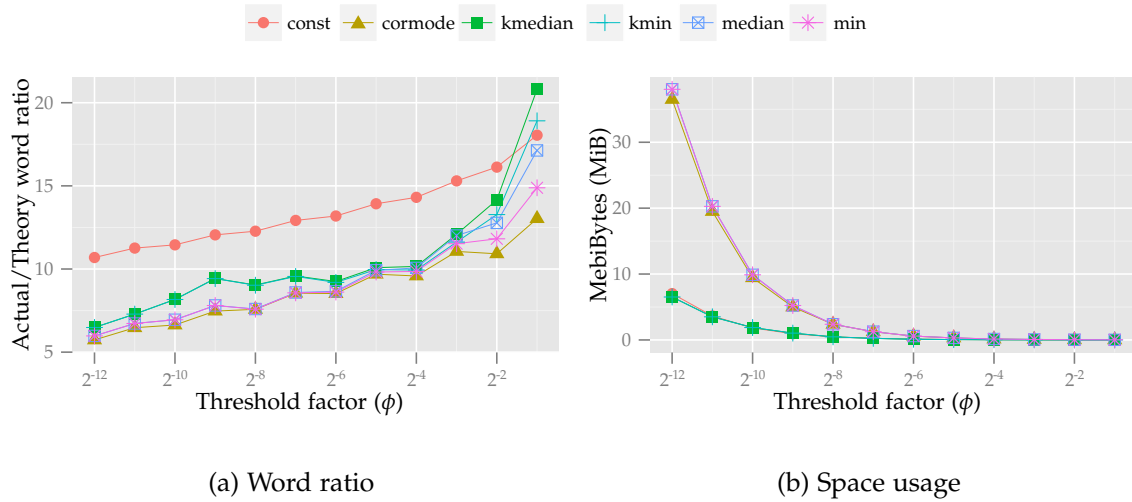 const cormode kmedian kmin median min
Actual/Theory word ratio
20
15
10
5
2-12 2-10 2-8 2-6 2-4 2-2
Threshold factor (ϕ)
(a) Word ratio
MebiBytes (MiB)
30
20
10
0
2-12 2-10 2-8 2-6 2-4 2-2
Threshold factor (ϕ)
(b) Space usage